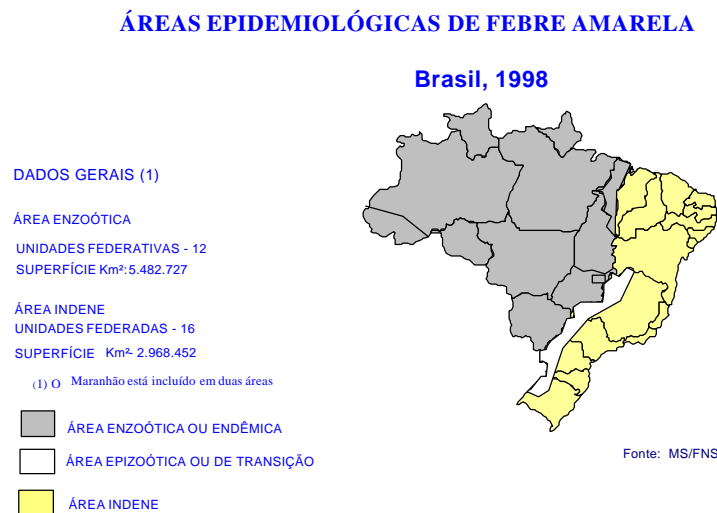 ÁREAS EPIDEMIOLÓGICAS DE FEBRE AMARELA
Brasil, 1998
DADOS GERAIS (1)
ÁREA ENZOÓTICA
UNIDADES FEDERATIVAS - 12
SUPERFÍCIE Km²: 5.482.727
ÁREA INDENE
UNIDADES FEDERADAS - 16
SUPERFÍCIE Km²- 2.968.452
(1) O Maranhão está incluído em duas áreas
ÁREA ENZOÓTICA OU ENDÊMICA
ÁREA EPIZOÓTICA OU DE TRANSIÇÃO
ÁREA INDENE
Fonte: MS/FNS